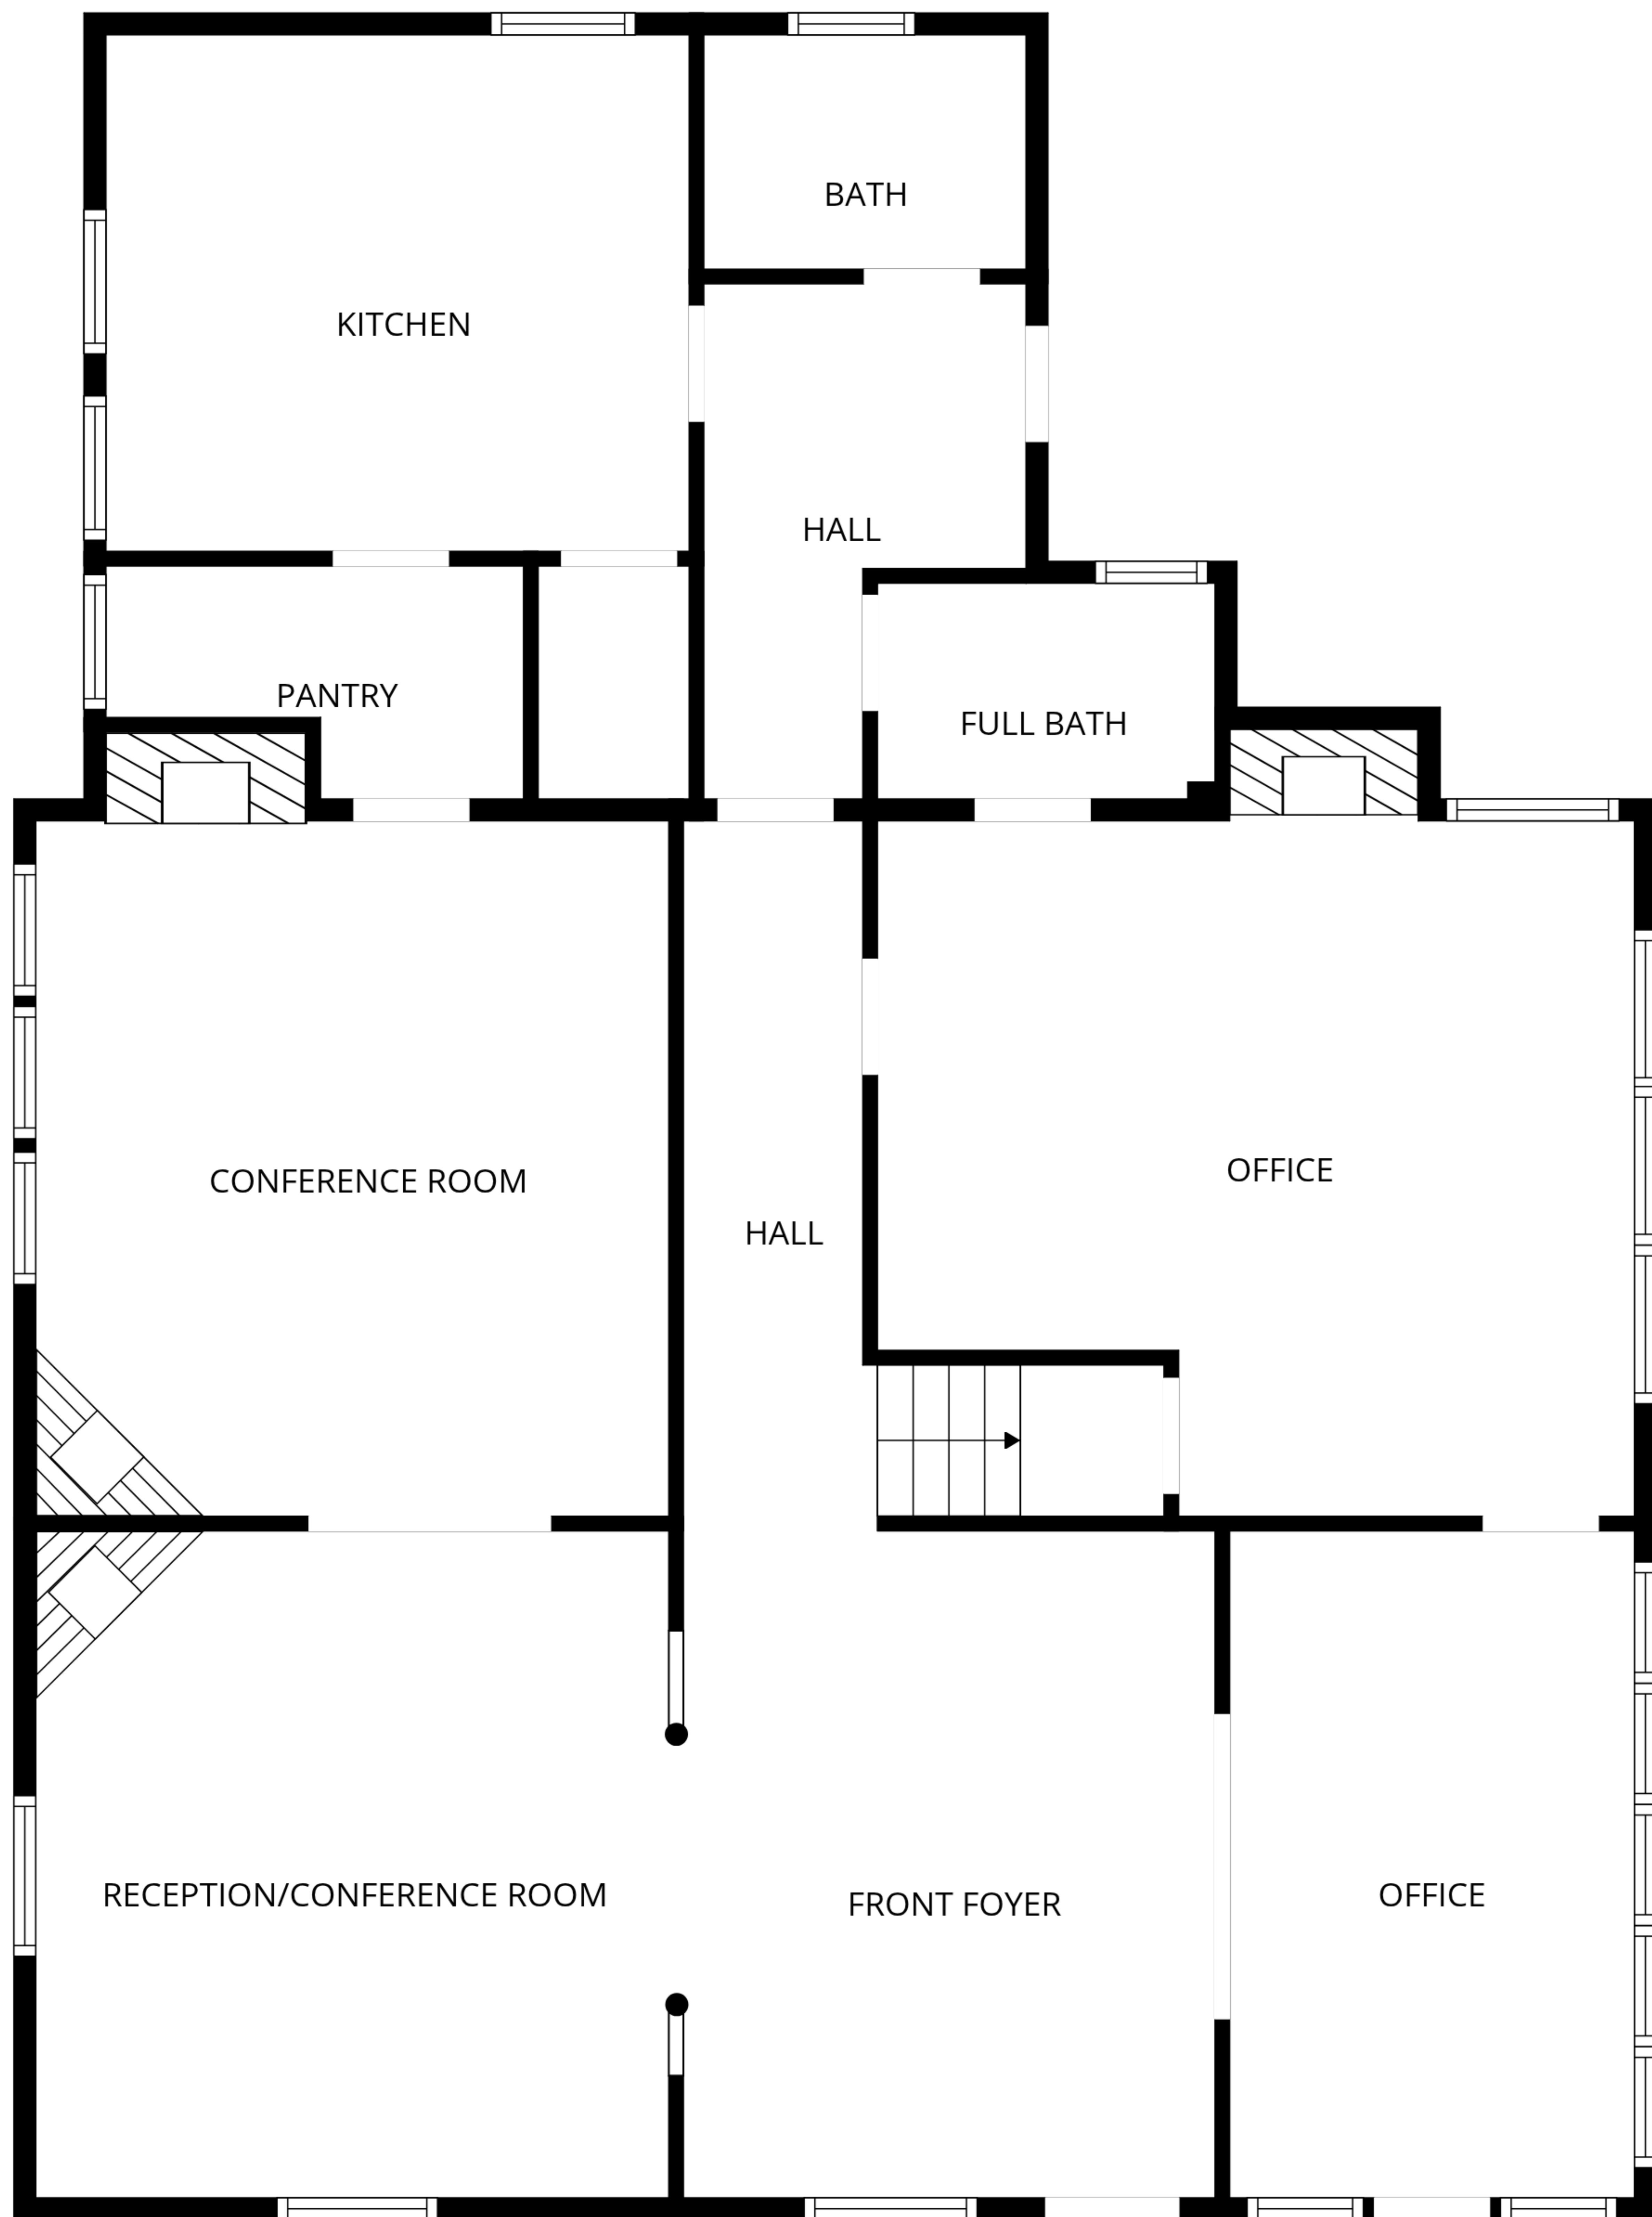 BATH
KITCHEN
HALL
PANTRY
FULL BATH
OFFICE
CONFERENCE ROOM
HALL
RECEPTION/CONFERENCE ROOM
FRONT FOYER
OFFICE